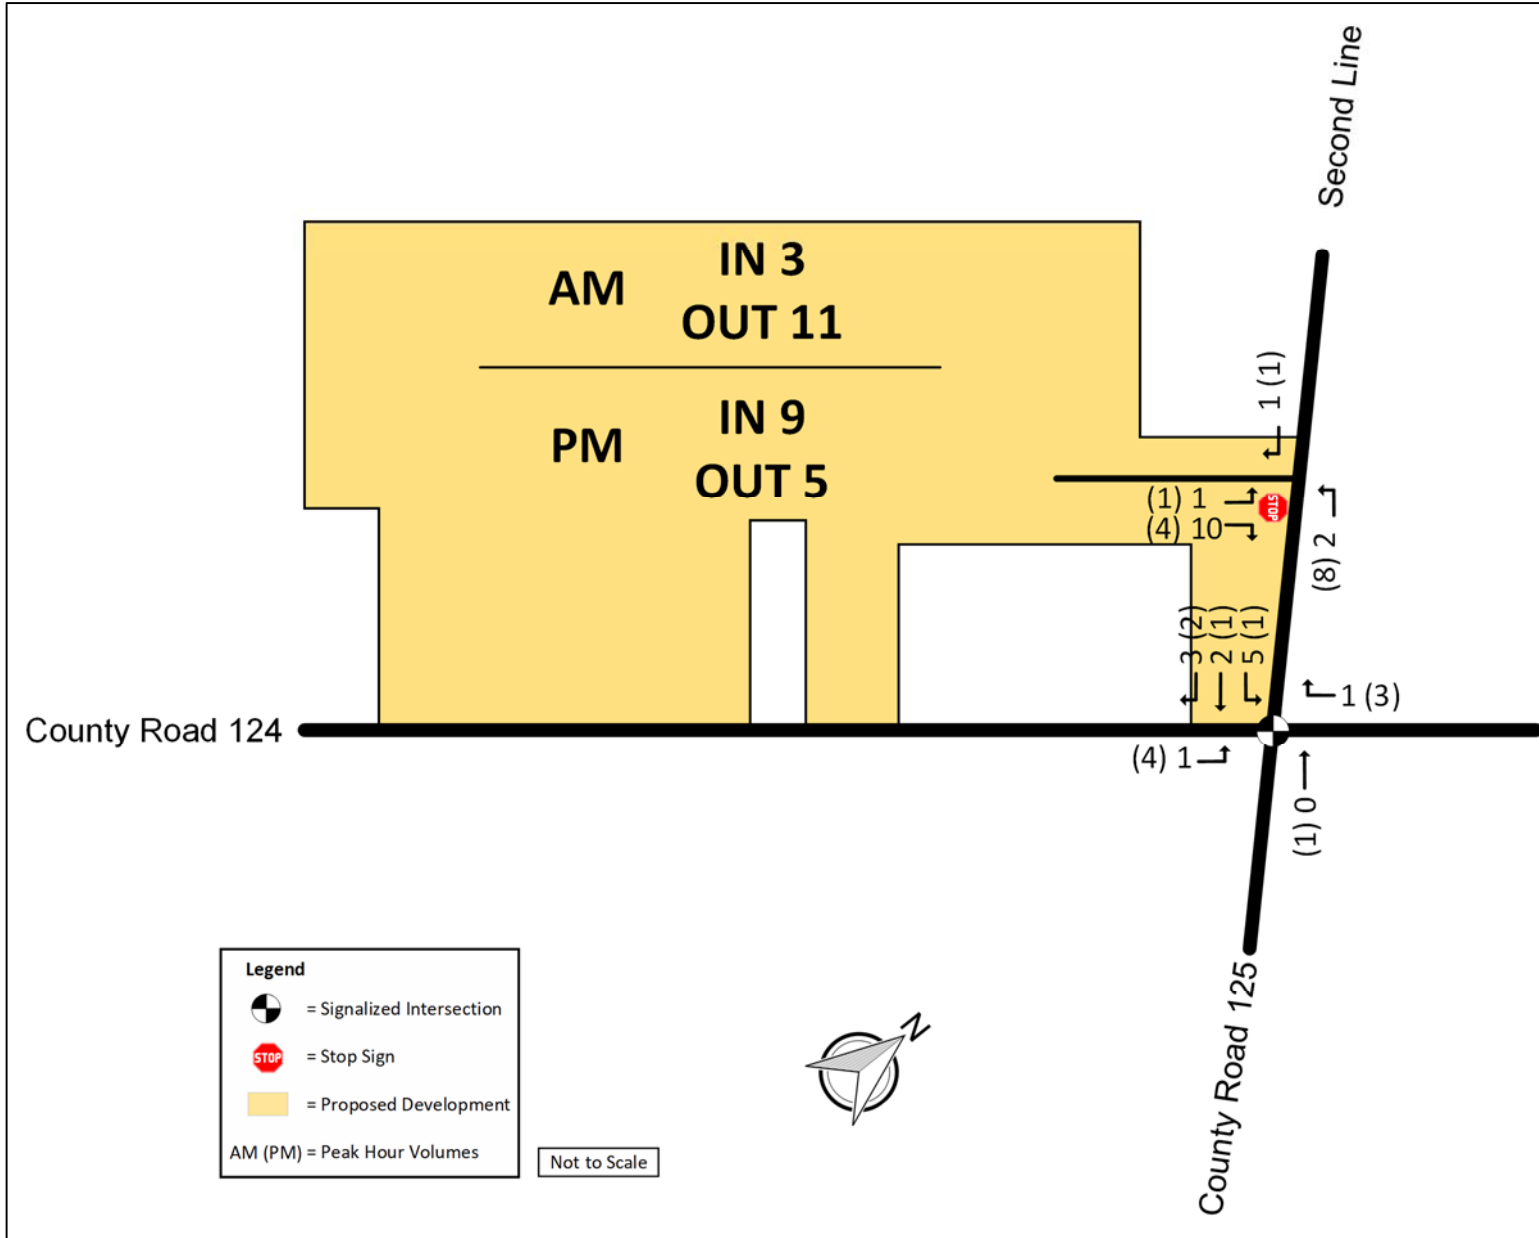 Second Line
AM
IN 3
OUT 11
PM
IN 9
OUT 5
1 (1)
(1) 1
(4) 10
STOP
(8) 2
3 (2)
2 (1)
5 (1)
1 (3)
County Road 124
(4) 1
(1) 0
County Road 125
Legend
= Signalized Intersection
STOP = Stop Sign
= Proposed Development
AM (PM) = Peak Hour Volumes
Not to Scale
N